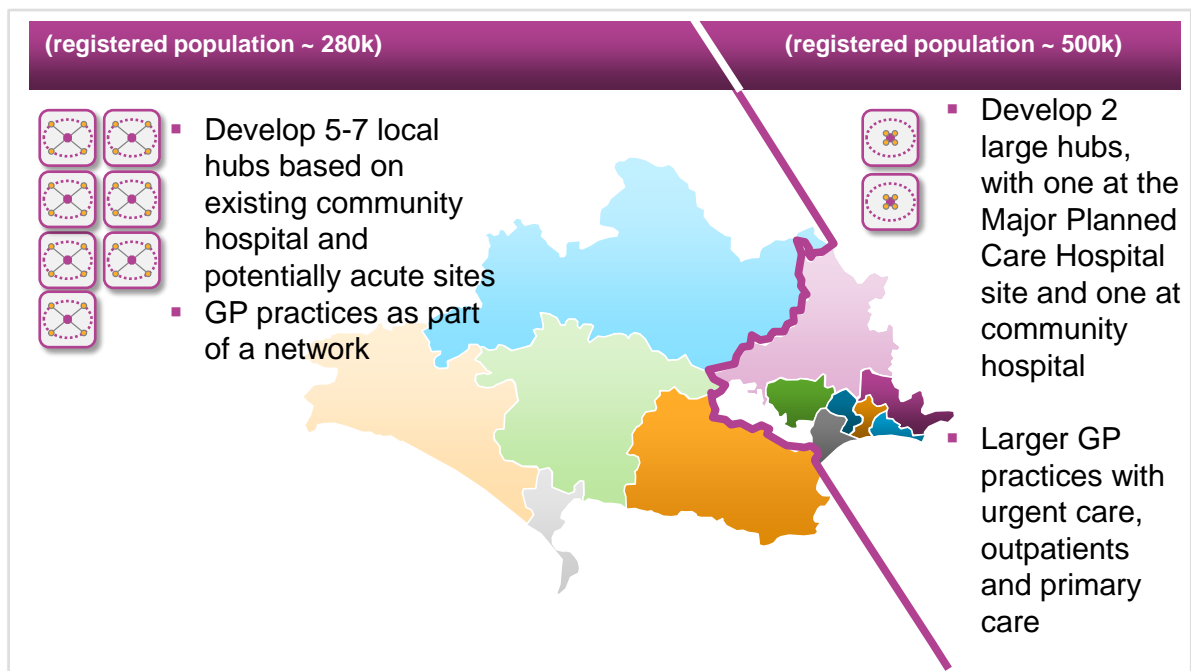 (registered population ~ 280k)
(registered population ~ 500k)
▪ Develop 5-7 local
hubs based on
existing community
hospital and
potentially acute sites
▪ GP practices as part
of a network
▪ Develop 2
large hubs,
with one at the
Major Planned
Care Hospital
site and one at
community
hospital
▪ Larger GP
practices with
urgent care,
outpatients
and primary
care